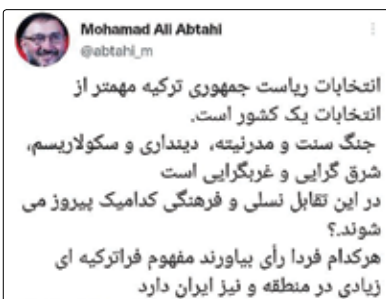 Mohamad Ali Abtahi
@abtahi_m
انتخابات ریاست جمهوری ترکیه مهمتر از
انتخابات یک کشور است.
جنگ سنت و مدرنیته، دینداری و سکولاریسم،
شرق گرایی و غربگرایی است
در این تقابل نسلی و فرهنگی کدامیک پیروز می
شوند.؟
هرکدام فردا رأی بیاورند مفهوم فراترکیه ای
زیادی در منطقه و نیز ایران دارد